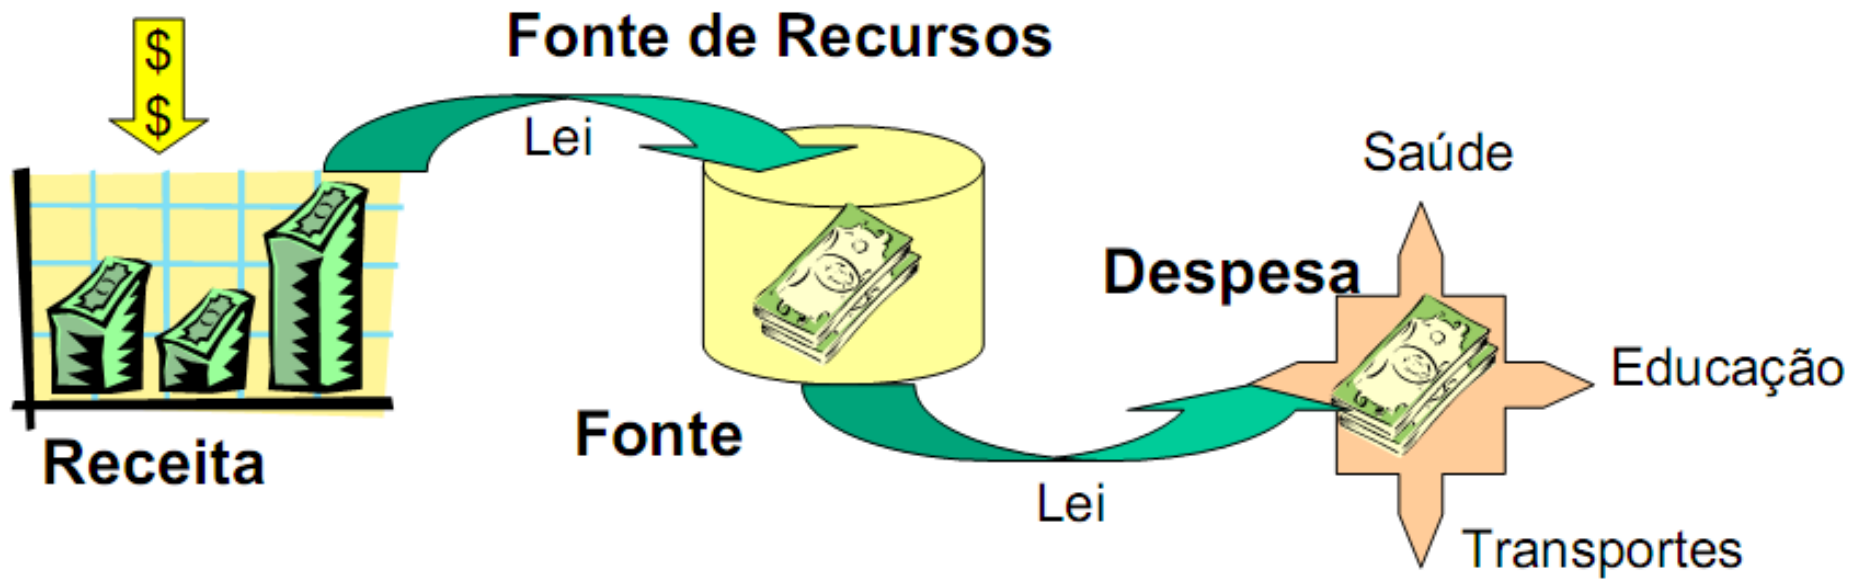 $
$
Fonte de Recursos
Lei
Saúde
Despesa
Educação
Fonte
Receita
Lei
Transportes